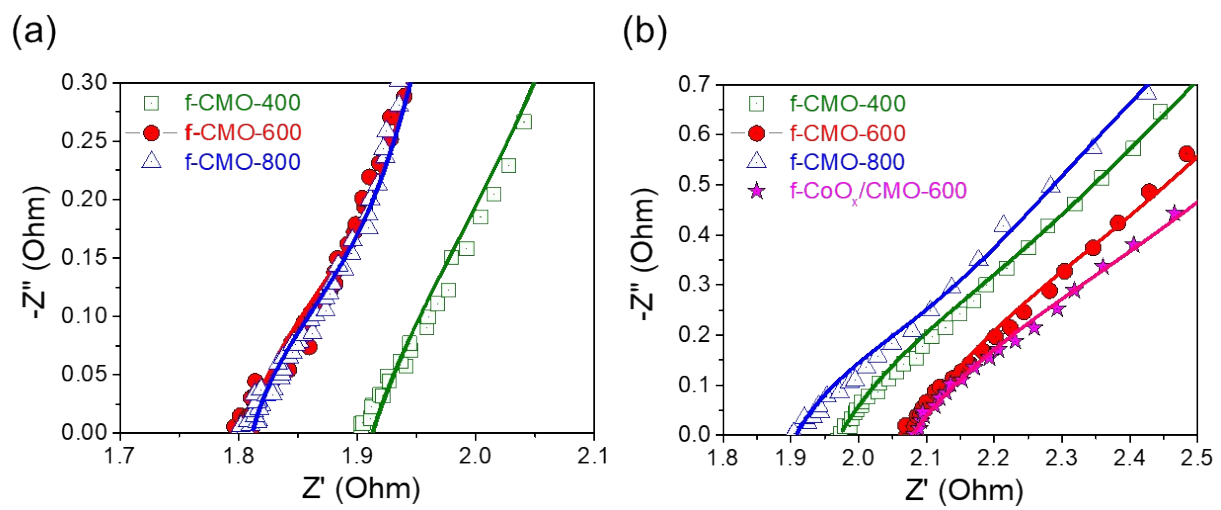 (a)
0.30
0.25
0.20
0.15
0.10
0.05
0.00
-Z" (Ohm)
f-CMO-400
f-CMO-600
f-CMO-800
1.7 1.8 1.9 2.0 2.1
Z' (Ohm)
(b)
0.7
0.6
0.5
0.4
0.3
0.2
0.1
0.0
-Z" (Ohm)
f-CMO-400
f-CMO-600
f-CMO-800
f-CoOₓ/CMO-600
1.8 1.9 2.0 2.1 2.2 2.3 2.4 2.5
Z' (Ohm)